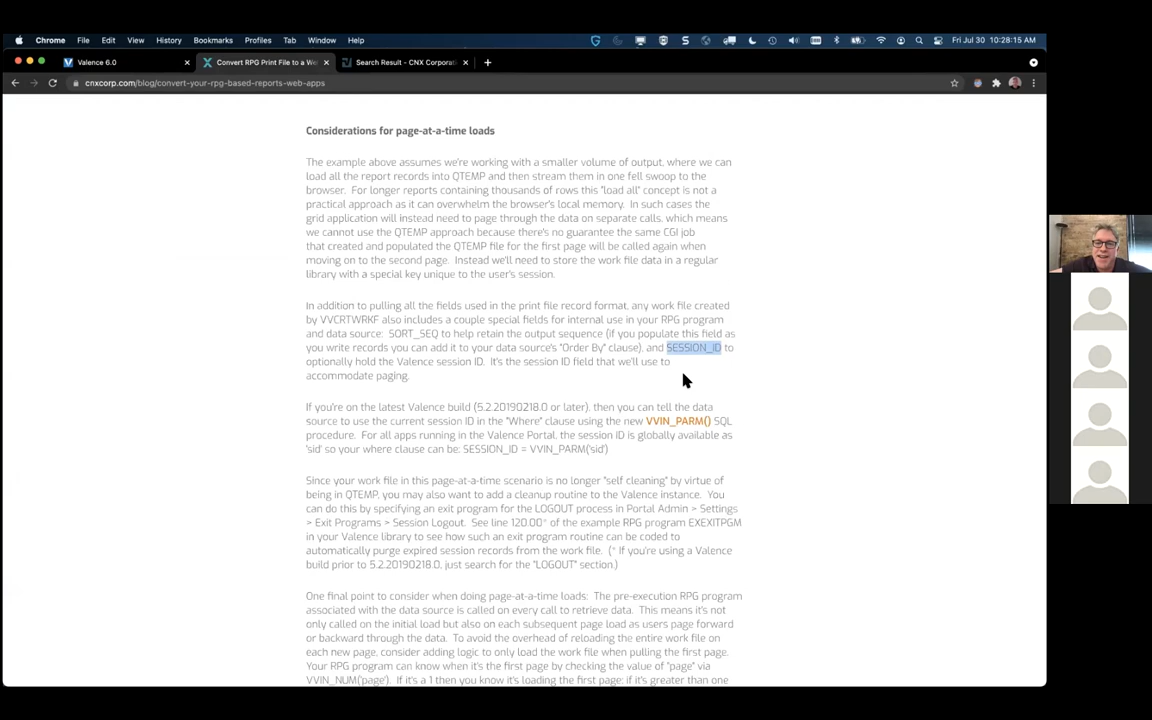 Chrome File Edit View History Bookmarks Profiles Tab Window Help Fri Jul 30 10:28:15 AM
Valence 6.0 Convert RPG Print File to a We Search Result - CNX Corporati
cnxcorp.com/blog/convert-your-rpg-based-reports-web-apps
Considerations for page-at-a-time loads
The example above assumes we're working with a smaller volume of output, where we can
load all the report records into QTEMP and then stream them in one fell swoop to the
browser. For longer reports containing thousands of rows this "load all" concept is not a
practical approach as it can overwhelm the browser's local memory. In such cases the
grid application will instead need to page through the data on separate calls, which means
we cannot use the QTEMP approach because there's no guarantee the same CGI job
that created and populated the QTEMP file for the first page will be called again when
moving on to the second page. Instead we'll need to store the work file data in a regular
library with a special key unique to the user's session.
In addition to pulling all the fields used in the print file record format, any work file created
by VVCRTWRKF also includes a couple special fields for internal use in your RPG program
and data source: SORT_SEQ to help retain the output sequence (if you populate this field as
you write records you can add it to your data source's "Order By" clause), and SESSION_ID to
optionally hold the Valence session ID. It's the session ID field that we'll use to
accommodate paging.
If you're on the latest Valence build (5.2.20190218.0 or later), then you can tell the data
source to use the current session ID in the "Where" clause using the new VVIN_PARM() SQL
procedure. For all apps running in the Valence Portal, the session ID is globally available as
'sid' so your where clause can be: SESSION_ID = VVIN_PARM('sid')
Since your work file in this page-at-a-time scenario is no longer "self cleaning" by virtue of
being in QTEMP, you may also want to add a cleanup routine to the Valence instance. You
can do this by specifying an exit program for the LOGOUT process in Portal Admin > Settings
> Exit Programs > Session Logout. See line 120.00* of the example RPG program EXEXITPGM
in your Valence library to see how such an exit program routine can be coded to
automatically purge expired session records from the work file. (* If you're using a Valence
build prior to 5.2.20190218.0, just search for the "LOGOUT" section.)
One final point to consider when doing page-at-a-time loads: The pre-execution RPG program
associated with the data source is called on every call to retrieve data. This means it's not
only called on the initial load but also on each subsequent page load as users page forward
or backward through the data. To avoid the overhead of reloading the entire work file on
each new page, consider adding logic to only load the work file when pulling the first page.
Your RPG program can know when it's the first page by checking the value of "page" via
VVIN_NUM('page'). If it's a 1 then you know it's loading the first page; if it's greater than one